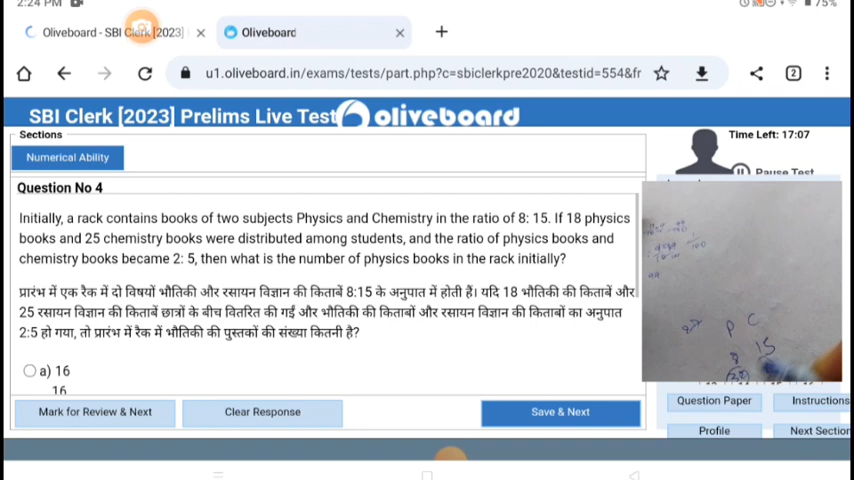 2:24 PM
75%
Oliveboard - SBI Clerk [2023]
Oliveboard
u1.oliveboard.in/exams/tests/part.php?c=sbiclerkpre2020&testid=554&fr
2
SBI Clerk [2023] Prelims Live Test
oliveboard
Sections
Time Left: 17:07
Numerical Ability
Pause Test
Question No 4
Initially, a rack contains books of two subjects Physics and Chemistry in the ratio of 8: 15. If 18 physics
books and 25 chemistry books were distributed among students, and the ratio of physics books and
chemistry books became 2: 5, then what is the number of physics books in the rack initially?
प्रारंभ में एक रैक में दो विषयों भौतिकी और रसायन विज्ञान की किताबें 8:15 के अनुपात में होती हैं। यदि 18 भौतिकी की किताबें और
25 रसायन विज्ञान की किताबें छात्रों के बीच वितरित की गईं और भौतिकी की किताबों और रसायन विज्ञान की किताबों का अनुपात
2:5 हो गया, तो प्रारंभ में रैक में भौतिकी की पुस्तकों की संख्या कितनी है?
P C
15
a) 16
16
Mark for Review & Next
Clear Response
Save & Next
Question Paper
Instructions
Profile
Next Section